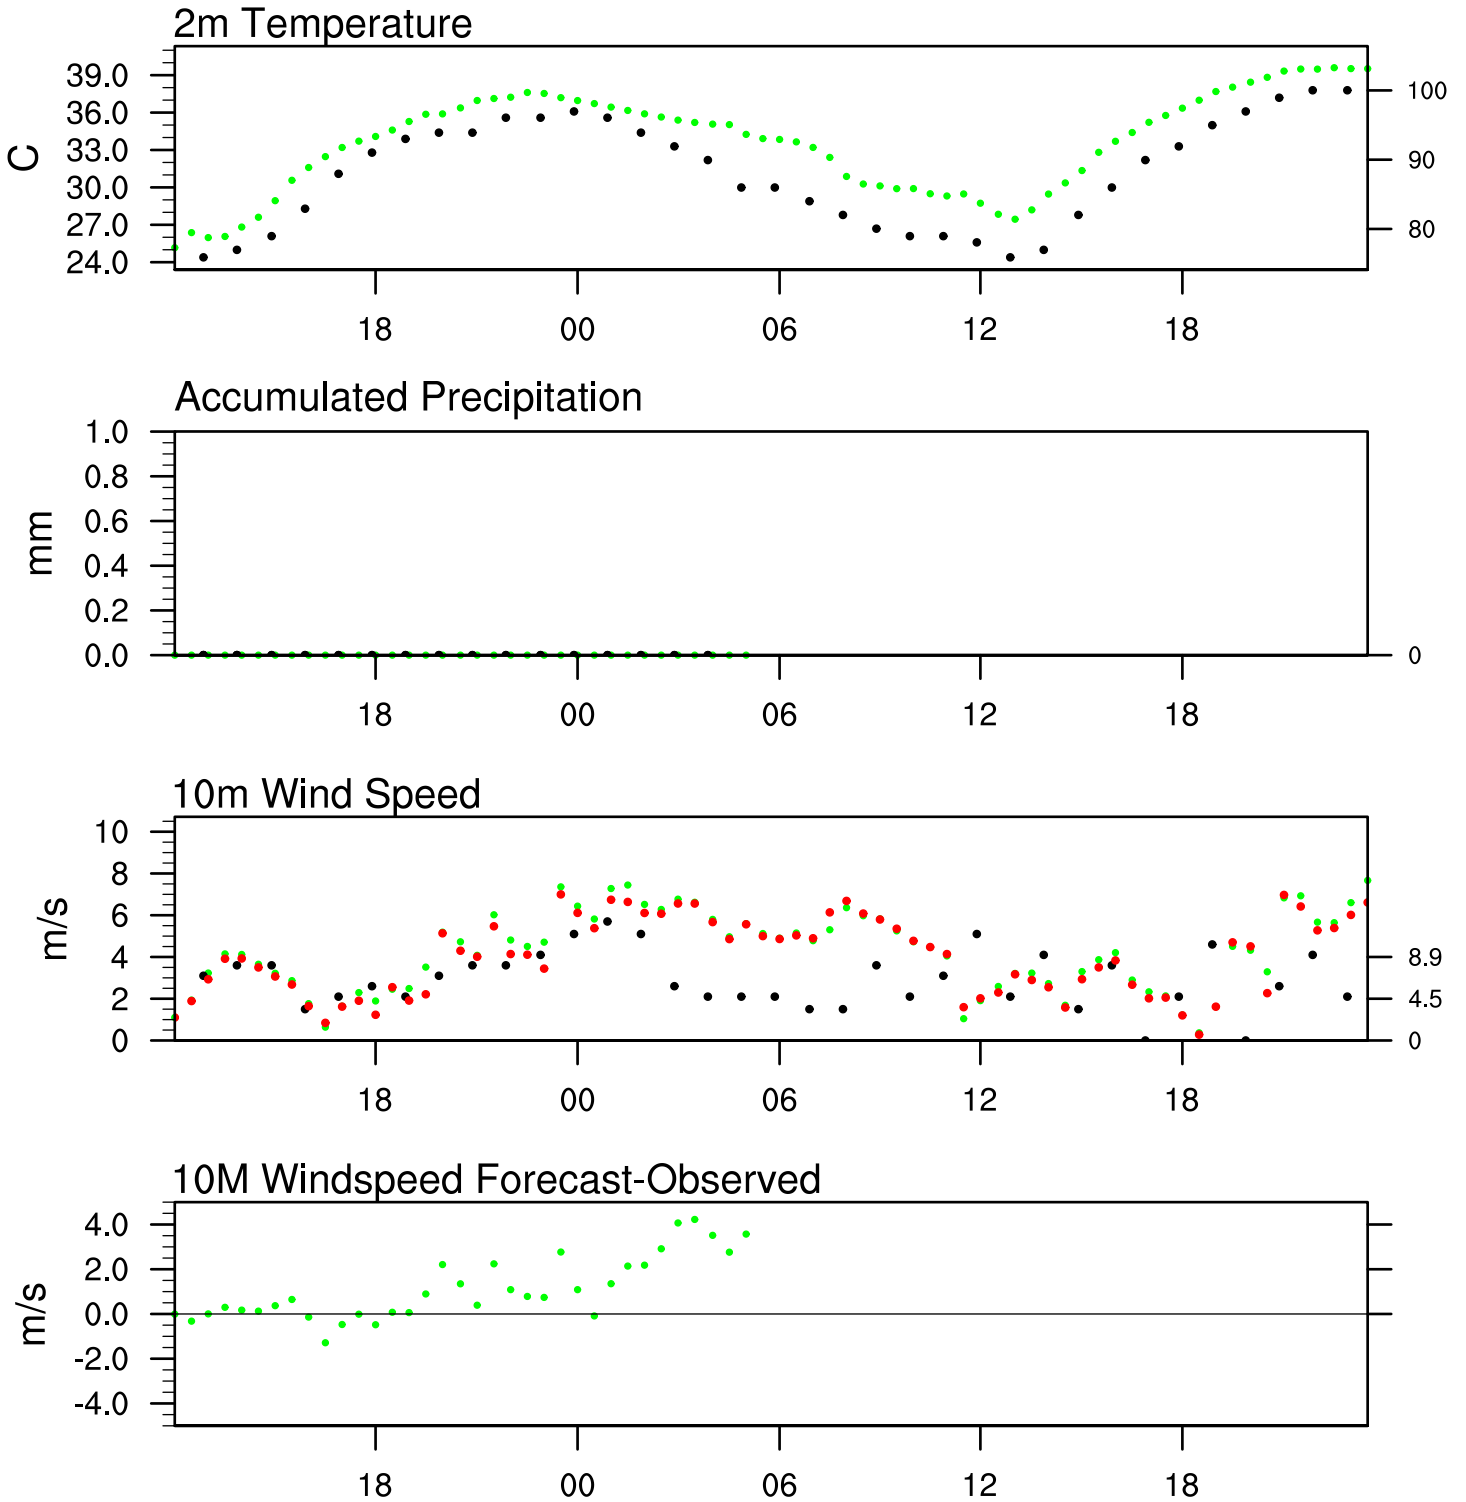 2m Temperature
39.0
36.0
33.0
30.0
27.0
24.0
C
100
90
80
18 00 06 12 18
Accumulated Precipitation
1.0
0.8
0.6
0.4
0.2
0.0
mm
0
18 00 06 12 18
10m Wind Speed
10
8
6
4
2
0
m/s
8.9
4.5
0
18 00 06 12 18
10M Windspeed Forecast-Observed
4.0
2.0
0.0
-2.0
-4.0
m/s
18 00 06 12 18